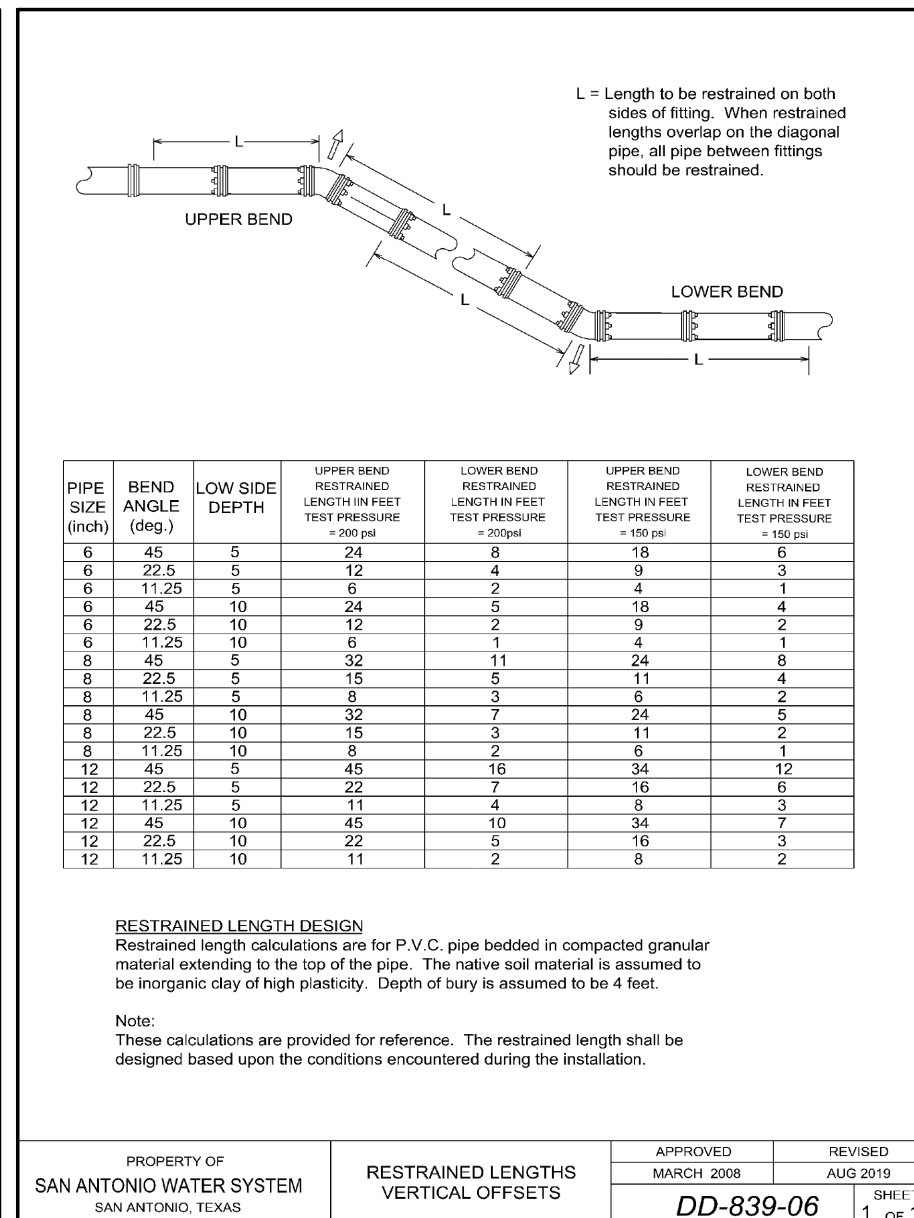 L = Length to be restrained on both
sides of fitting. When restrained
lengths overlap on the diagonal
pipe, all pipe between fittings
should be restrained.
L
UPPER BEND
L
L
LOWER BEND
L
PIPE SIZE (inch) BEND ANGLE (deg.) LOW SIDE DEPTH UPPER BEND RESTRAINED LENGTH IIN FEET TEST PRESSURE = 200 psi LOWER BEND RESTRAINED LENGTH IN FEET TEST PRESSURE = 200psi UPPER BEND RESTRAINED LENGTH IN FEET TEST PRESSURE = 150 psi LOWER BEND RESTRAINED LENGTH IN FEET TEST PRESSURE = 150 psi
6 45 5 24 8 18 6
6 22.5 5 12 4 9 3
6 11.25 5 6 2 4 1
6 45 10 24 5 18 4
6 22.5 10 12 2 9 2
6 11.25 10 6 1 4 1
8 45 5 32 11 24 8
8 22.5 5 15 5 11 4
8 11.25 5 8 3 6 2
8 45 10 32 7 24 5
8 22.5 10 15 3 11 2
8 11.25 10 8 2 6 1
12 45 5 45 16 34 12
12 22.5 5 22 7 16 6
12 11.25 5 11 4 8 3
12 45 10 45 10 34 7
12 22.5 10 22 5 16 3
12 11.25 10 11 2 8 2
RESTRAINED LENGTH DESIGN
Restrained length calculations are for P.V.C. pipe bedded in compacted granular
material extending to the top of the pipe. The native soil material is assumed to
be inorganic clay of high plasticity. Depth of bury is assumed to be 4 feet.
Note:
These calculations are provided for reference. The restrained length shall be
designed based upon the conditions encountered during the installation.
PROPERTY OF
SAN ANTONIO WATER SYSTEM
SAN ANTONIO, TEXAS
RESTRAINED LENGTHS
VERTICAL OFFSETS
APPROVED REVISED
MARCH 2008 AUG 2019
DD-839-06
SHEET
1 OF